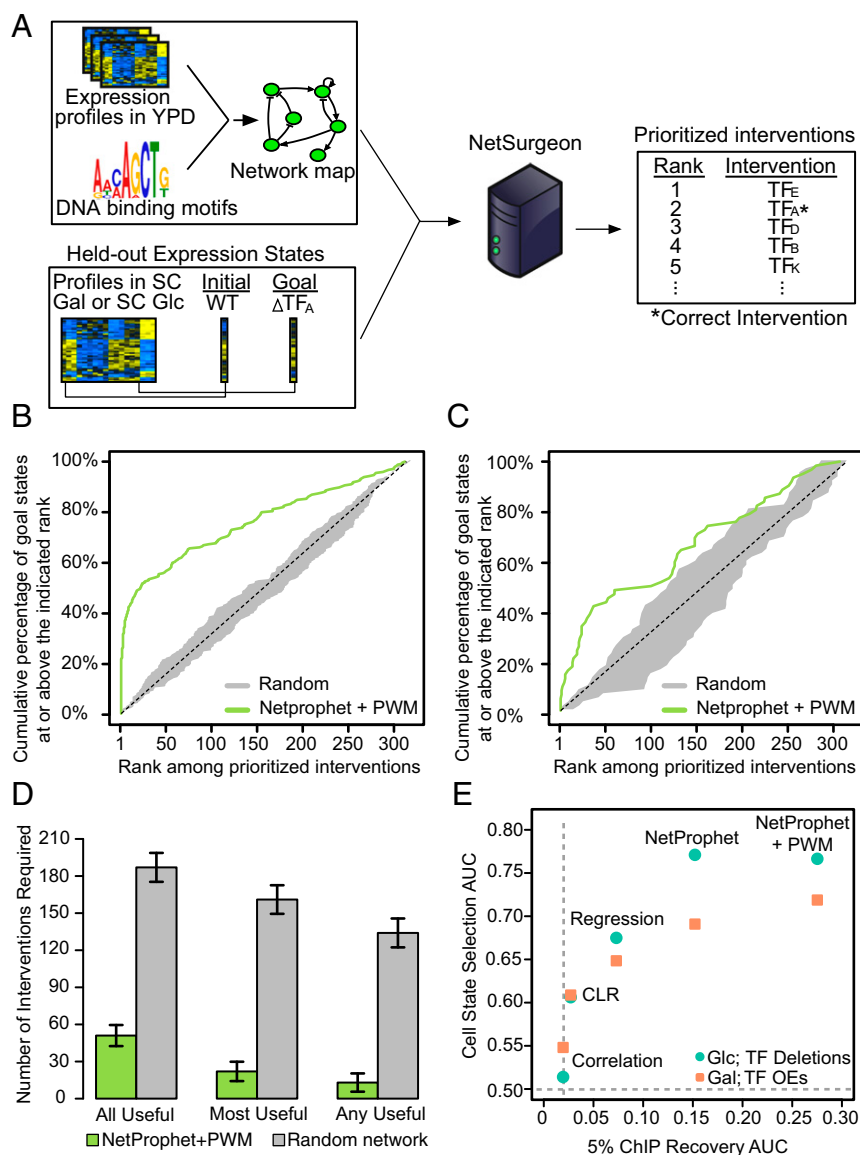 A
Expression
profiles in YPD
DNA binding motifs
Network map
Held-out Expression States
Profiles in SC
Gal or SC Glc
Initial
WT
Goal
ΔTFA
NetSurgeon
Prioritized interventions
Rank Intervention
1 TFE
2 TFA*
3 TFD
4 TFB
5 TFK
⋮ ⋮
*Correct Intervention
B
Cumulative percentage of goal states
at or above the indicated rank
100%
80%
60%
40%
20%
0%
Random
Netprophet + PWM
1 50 100 150 200 250 300
Rank among prioritized interventions
C
Cumulative percentage of goal states
at or above the indicated rank
100%
80%
60%
40%
20%
0%
Random
Netprophet + PWM
1 50 100 150 200 250 300
Rank among prioritized interventions
D
Number of Interventions Required
210
180
150
120
90
60
30
0
All Useful Most Useful Any Useful
NetProphet+PWM Random network
E
Cell State Selection AUC
0.80
0.75
0.70
0.65
0.60
0.55
0.50
NetProphet
NetProphet
+ PWM
Regression
CLR
Correlation
Glc; TF Deletions
Gal; TF OEs
0 0.05 0.10 0.15 0.20 0.25 0.30
5% ChIP Recovery AUC